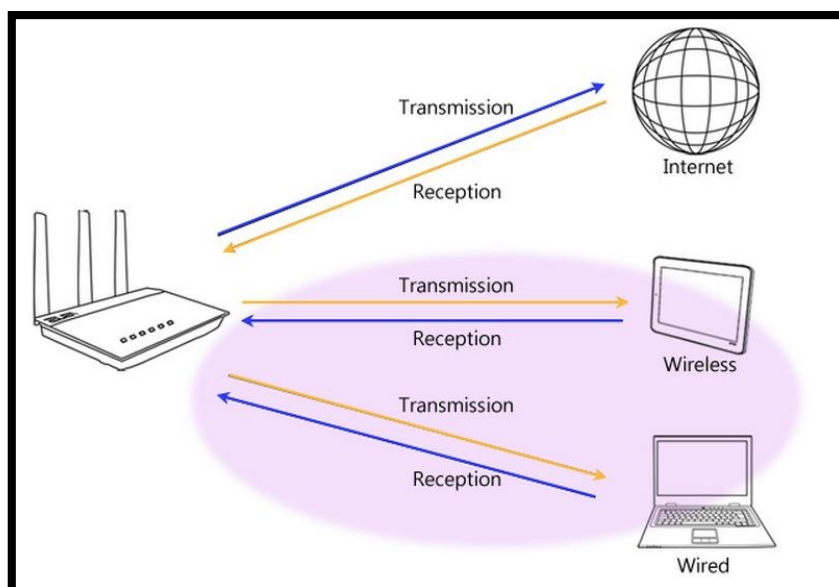 Transmission
Reception
Internet
Transmission
Reception
Wireless
Transmission
Reception
Wired